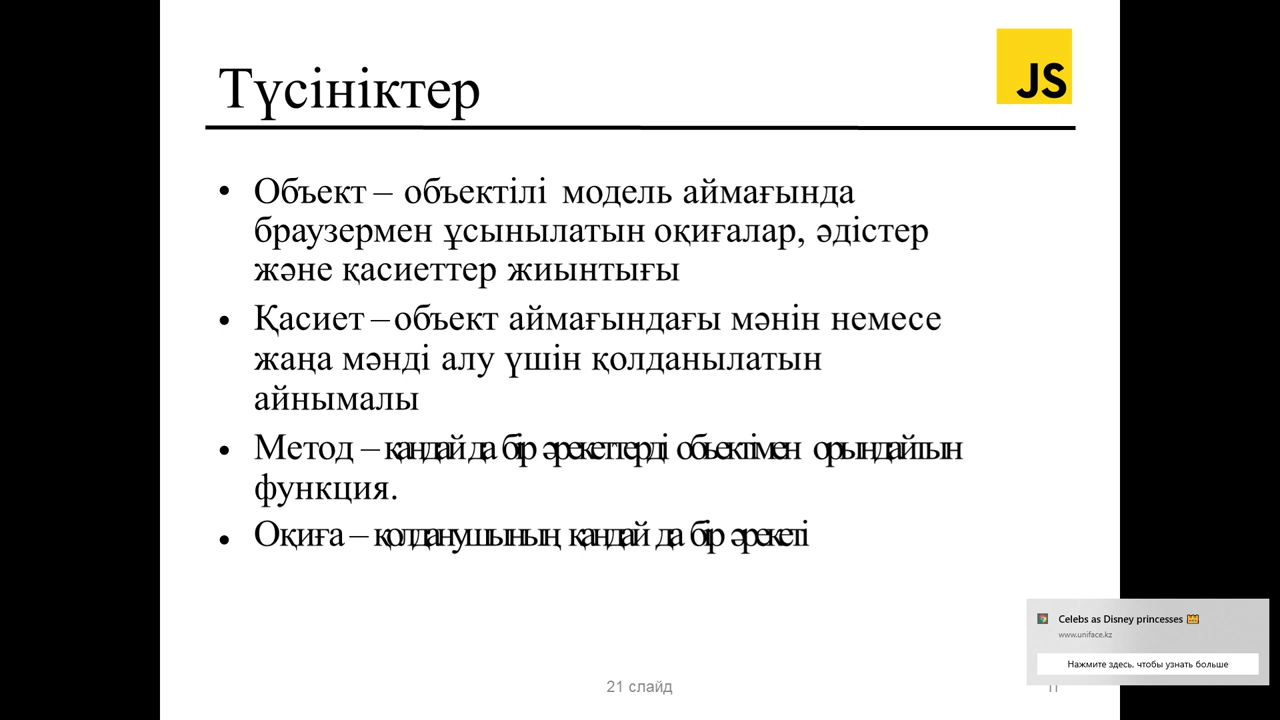 Түсініктер
JS
• Объект – объектілі модель аймағында
браузермен ұсынылатын оқиғалар, әдістер
және қасиеттер жиынтығы
• Қасиет – объект аймағындағы мәнін немесе
жаңа мәнді алу үшін қолданылатын
айнымалы
• Метод – қандай да бір әрекеттерді объектімен орындайтын
функция.
• Оқиға – қолданушының қандай да бір әрекеті
Celebs as Disney princesses
www.uniface.kz
Нажмите здесь, чтобы узнать больше
21 слайд